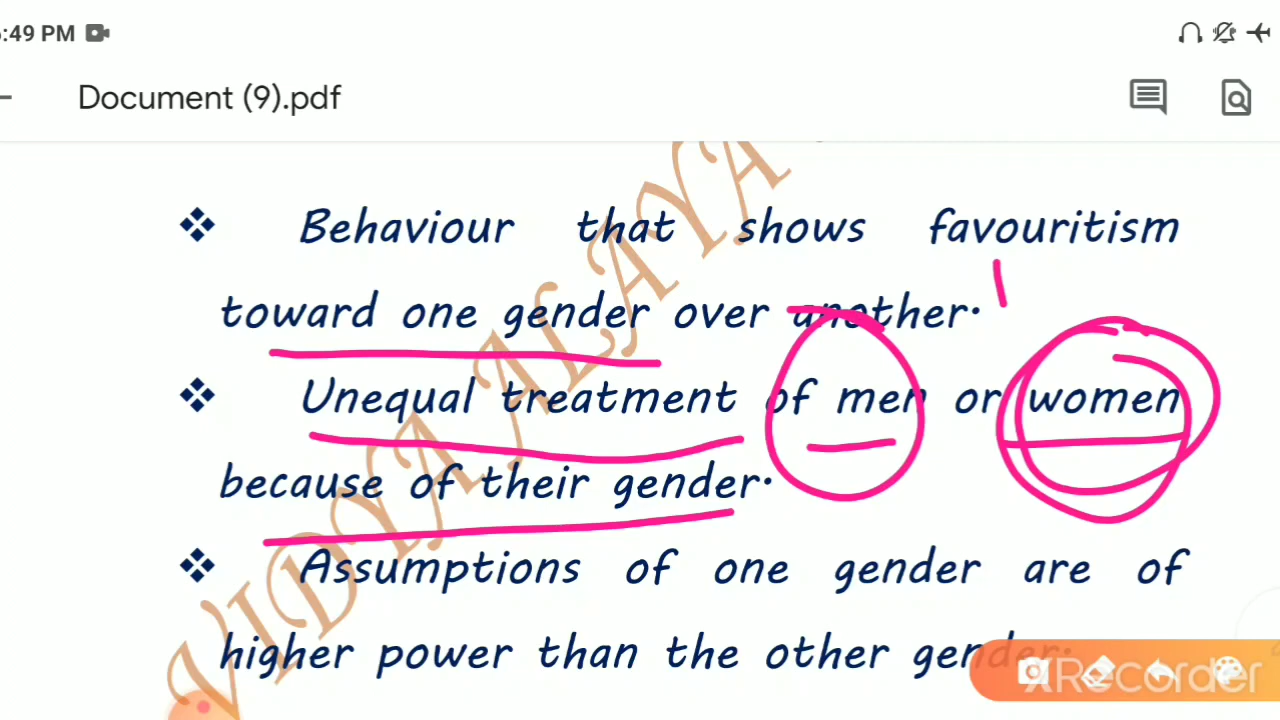 :49 PM
Document (9).pdf
❖ Behaviour that shows favouritism
toward one gender over another.
❖ Unequal treatment of men or women
because of their gender.
❖ Assumptions of one gender are of
higher power than the other gender.
VIDYAALAYA
XRecorder